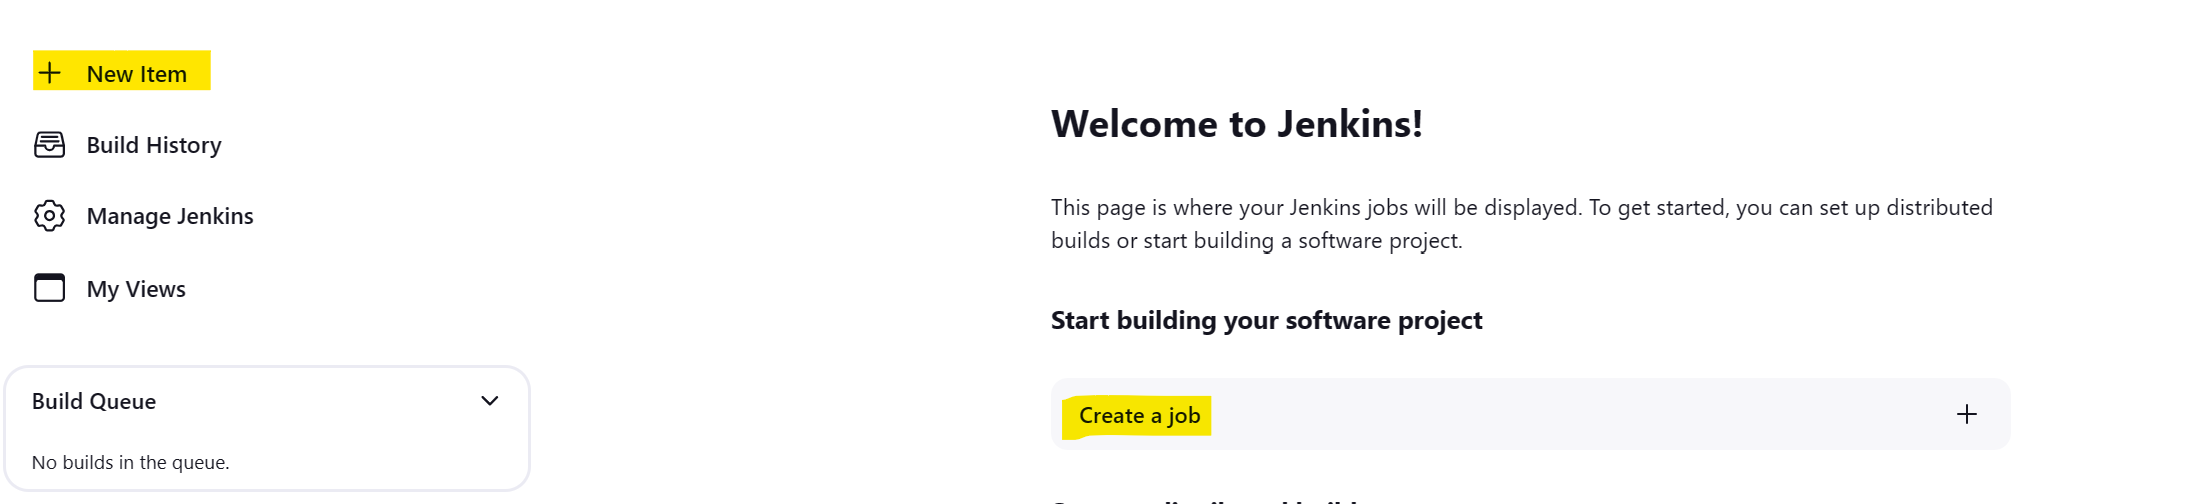 New Item
Build History
Manage Jenkins
My Views
Build Queue
No builds in the queue.
Welcome to Jenkins!
This page is where your Jenkins jobs will be displayed. To get started, you can set up distributed
builds or start building a software project.
Start building your software project
Create a job